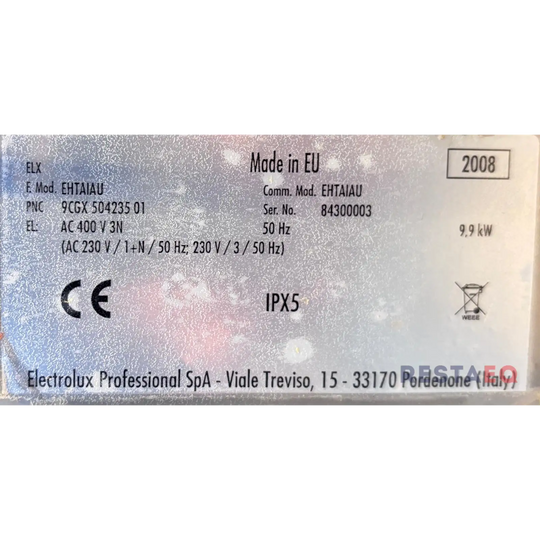 ELX Made in EU 2008
F. Mod. EHTAIAU Comm. Mod. EHTAIAU
PNC 9CGX 504235 01 Ser. No. 84300003
EL: AC 400 V 3N 50 Hz 9,9 kW
(AC 230 V / 1+N / 50 Hz; 230 V / 3 / 50 Hz)
CE IPX5 WEEE
RESTAEQ
Electrolux Professional SpA - Viale Treviso, 15 - 33170 Pordenone (Italy)